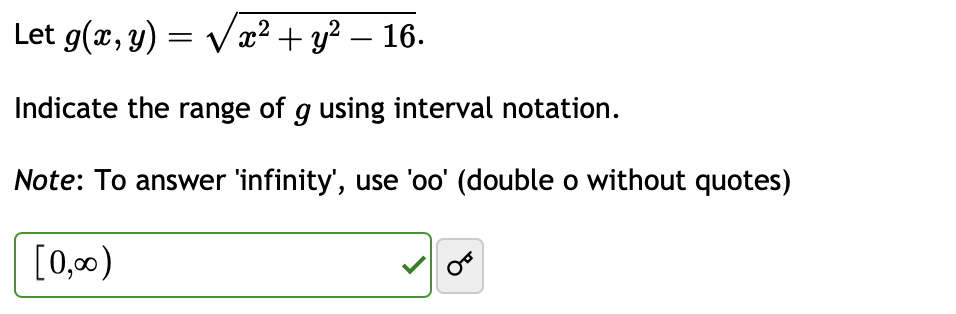 Let g(x, y) = √(x² + y² − 16).
Indicate the range of g using interval notation.
Note: To answer 'infinity', use 'oo' (double o without quotes)
[0,∞)